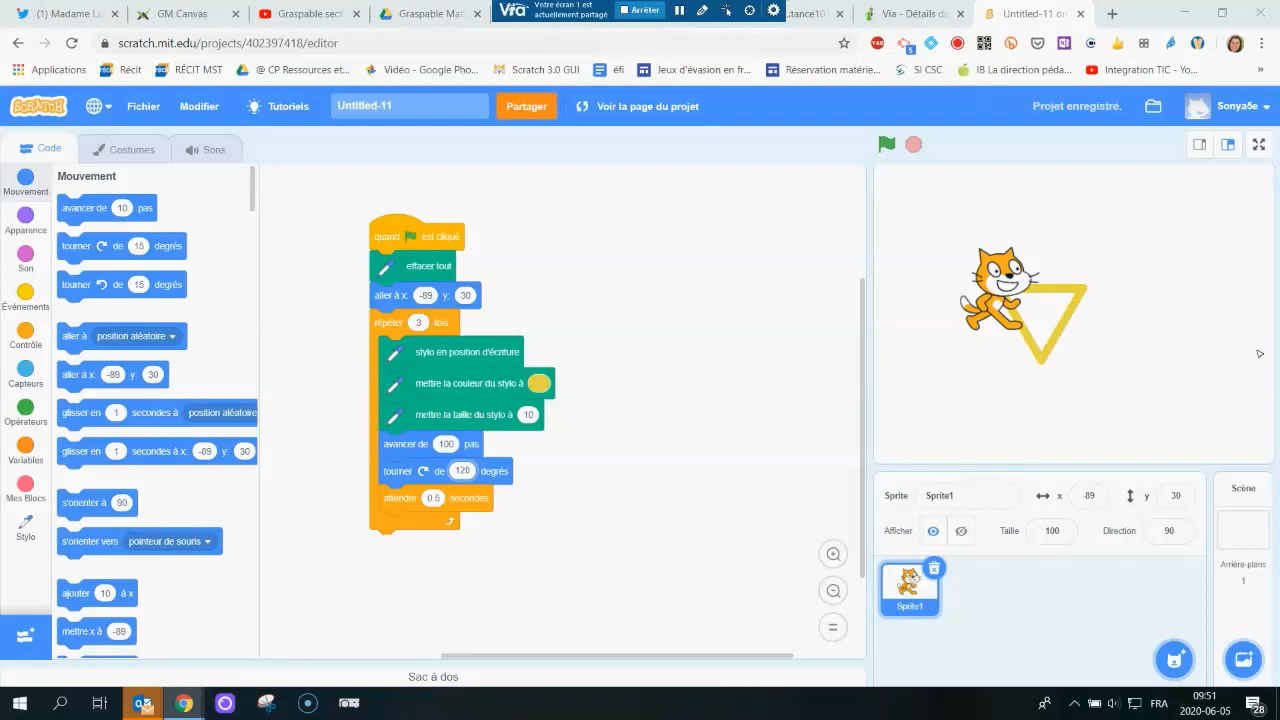 Vra
Votre écran 1 est
actuellement partagé
Arrêter
(1) Twitter
GM Canvas
Graspable sect
Graspable Mat
utance10
Via - Détails de
Untitled-11 on
scratch.mit.edu/projects/402397418/editor
Applications
Récit
RÉCIT MST
@ CP Ressources et...
Vidéo - Google Pho...
Scratch 3.0 GUI
éfi
Jeux d'évasion en fr...
Réservation matérie...
SI CSC
IB La direction péda...
Integration TIC - Yo...
SCRATCH
Fichier
Modifier
Tutoriels
Untitled-11
Partager
Voir la page du projet
Projet enregistré.
Sonya5e
Code
Costumes
Sons.
Mouvement
Apparence
Son
Événements
Contrôle
Capteurs
Opérateurs
Variables
Mes Blocs
Stylo
Mouvement
avancer de 10 pas
tourner de 15 degrés
tourner de 15 degrés
aller à position aléatoire
aller à x: -89 y: 30
glisser en 1 secondes à position aléatoire
glisser en 1 secondes à x: -89 y: 30
s'orienter à 90
s'orienter vers pointeur de souris
ajouter 10 à x
mettre x à -89
quand est cliqué
effacer tout
aller à x: -89 y: 30
répéter 3 fois
stylo en position d'écriture
mettre la couleur du stylo à
mettre la taille du stylo à 10
avancer de 100 pas
tourner de 120 degrés
attendre 0.5 secondes
Sac à dos
Sprite
Sprite1
x -89
y 30
Afficher
Taille 100
Direction 90
Sprite1
Scène
Arrière-plans
1
FRA
09:51
2020-06-05
28